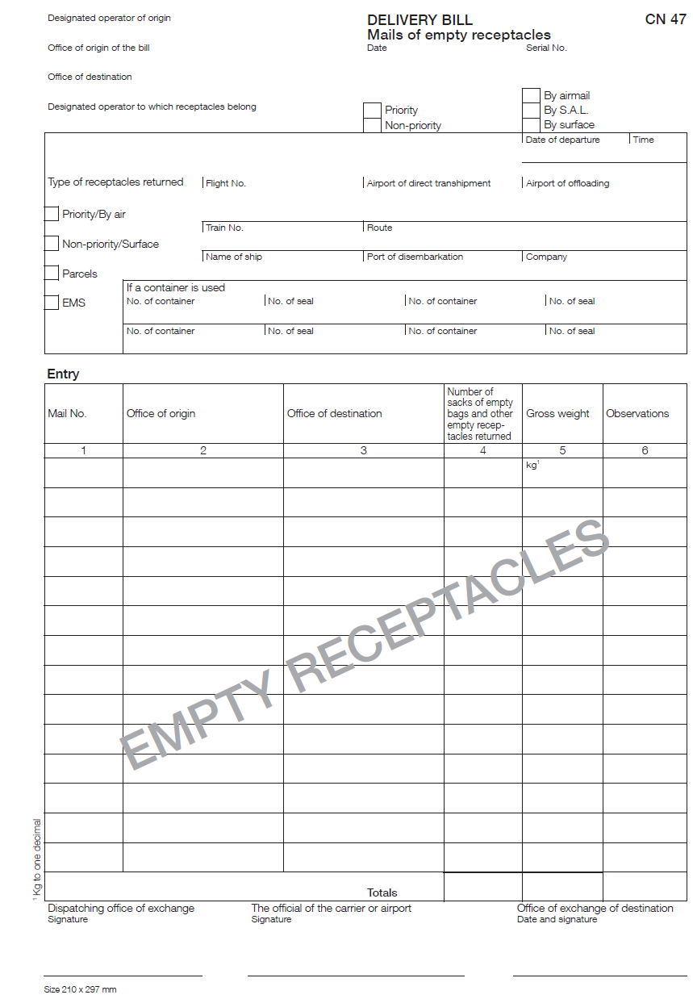 Designated operator of origin
DELIVERY BILL
CN 47
Mails of empty receptacles
Office of origin of the bill
Date
Serial No.
Office of destination
Designated operator to which receptacles belong
Priority
Non-priority
By airmail
By S.A.L.
By surface
Date of departure
Time
Type of receptacles returned
Flight No.
Airport of direct transhipment
Airport of offloading
Priority/By air
Train No.
Route
Non-priority/Surface
Name of ship
Port of disembarkation
Company
Parcels
If a container is used
EMS
No. of container
No. of seal
No. of container
No. of seal
No. of container
No. of seal
No. of container
No. of seal
Entry
Mail No.
Office of origin
Office of destination
Number of
sacks of empty
bags and other
empty recep-
tacles returned
Gross weight
Observations
1
2
3
4
5
6
kg¹
EMPTY RECEPTACLES
¹ Kg to one decimal
Totals
Dispatching office of exchange
Signature
The official of the carrier or airport
Signature
Office of exchange of destination
Date and signature
Size 210 x 297 mm